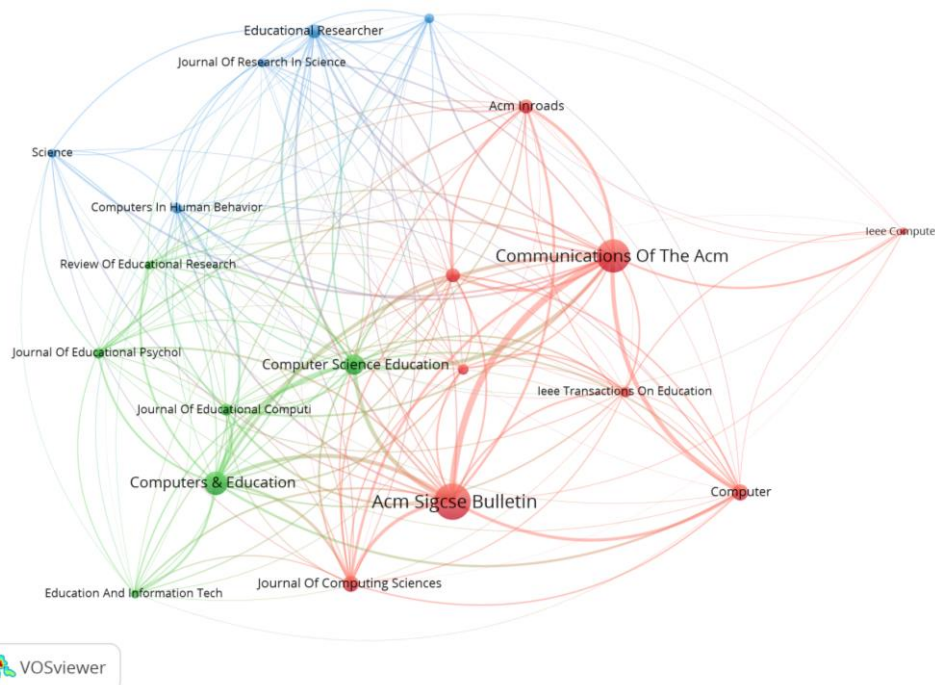 Educational Researcher
Journal Of Research In Science
Acm Inroads
Science
Computers In Human Behavior
Ieee Compute
Communications Of The Acm
Review Of Educational Research
Journal Of Educational Psychol
Computer Science Education
Ieee Transactions On Education
Journal Of Educational Computi
Computers & Education
Computer
Acm Sigcse Bulletin
Journal Of Computing Sciences
Education And Information Tech
VOSviewer